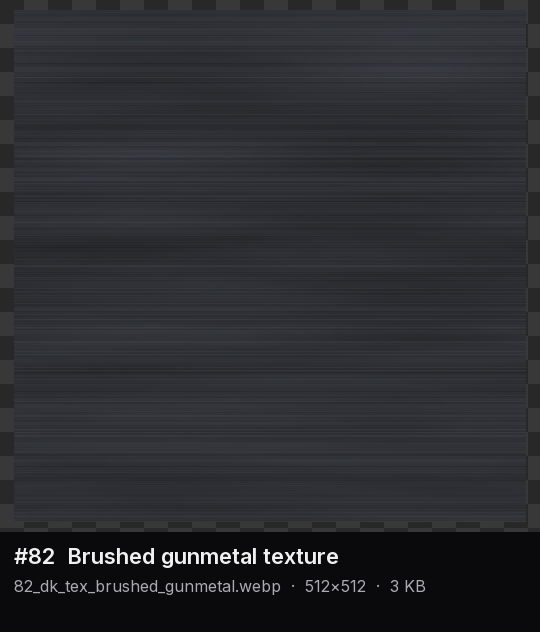 #82 Brushed gunmetal texture
82_dk_tex_brushed_gunmetal.webp · 512×512 · 3 KB